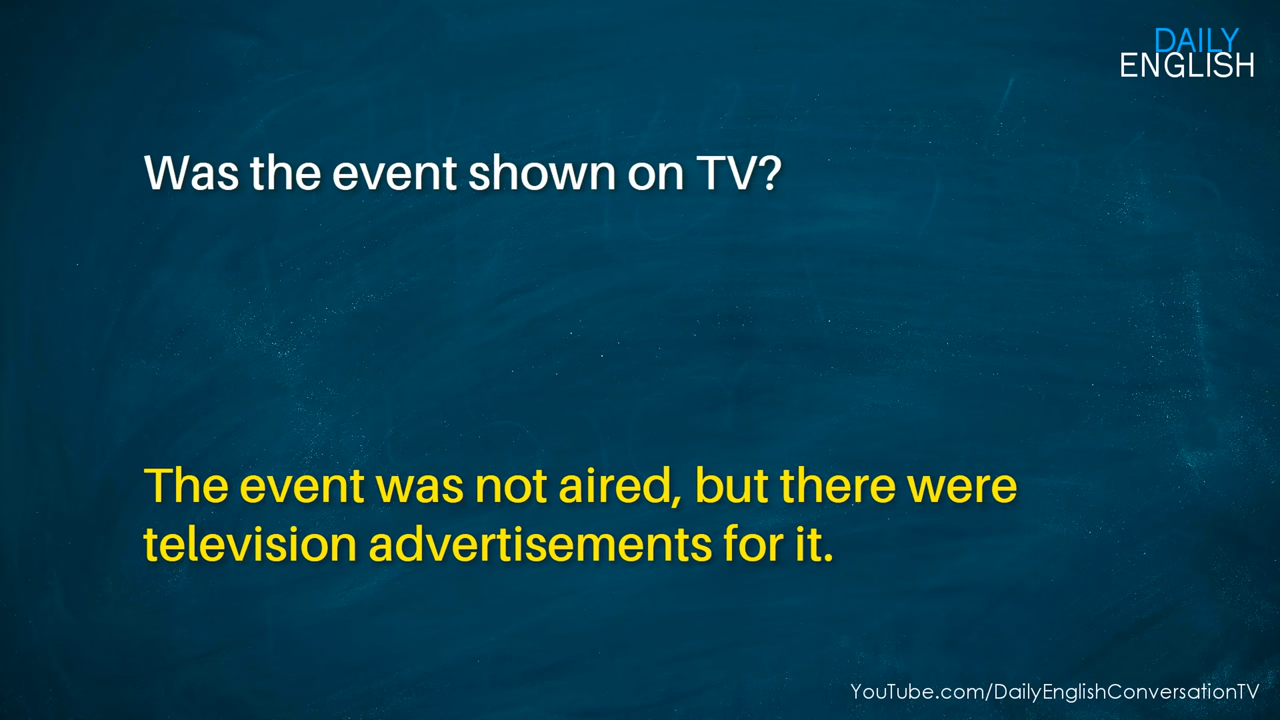 DAILY
ENGLISH
Was the event shown on TV?
The event was not aired, but there were
television advertisements for it.
YouTube.com/DailyEnglishConversationTV